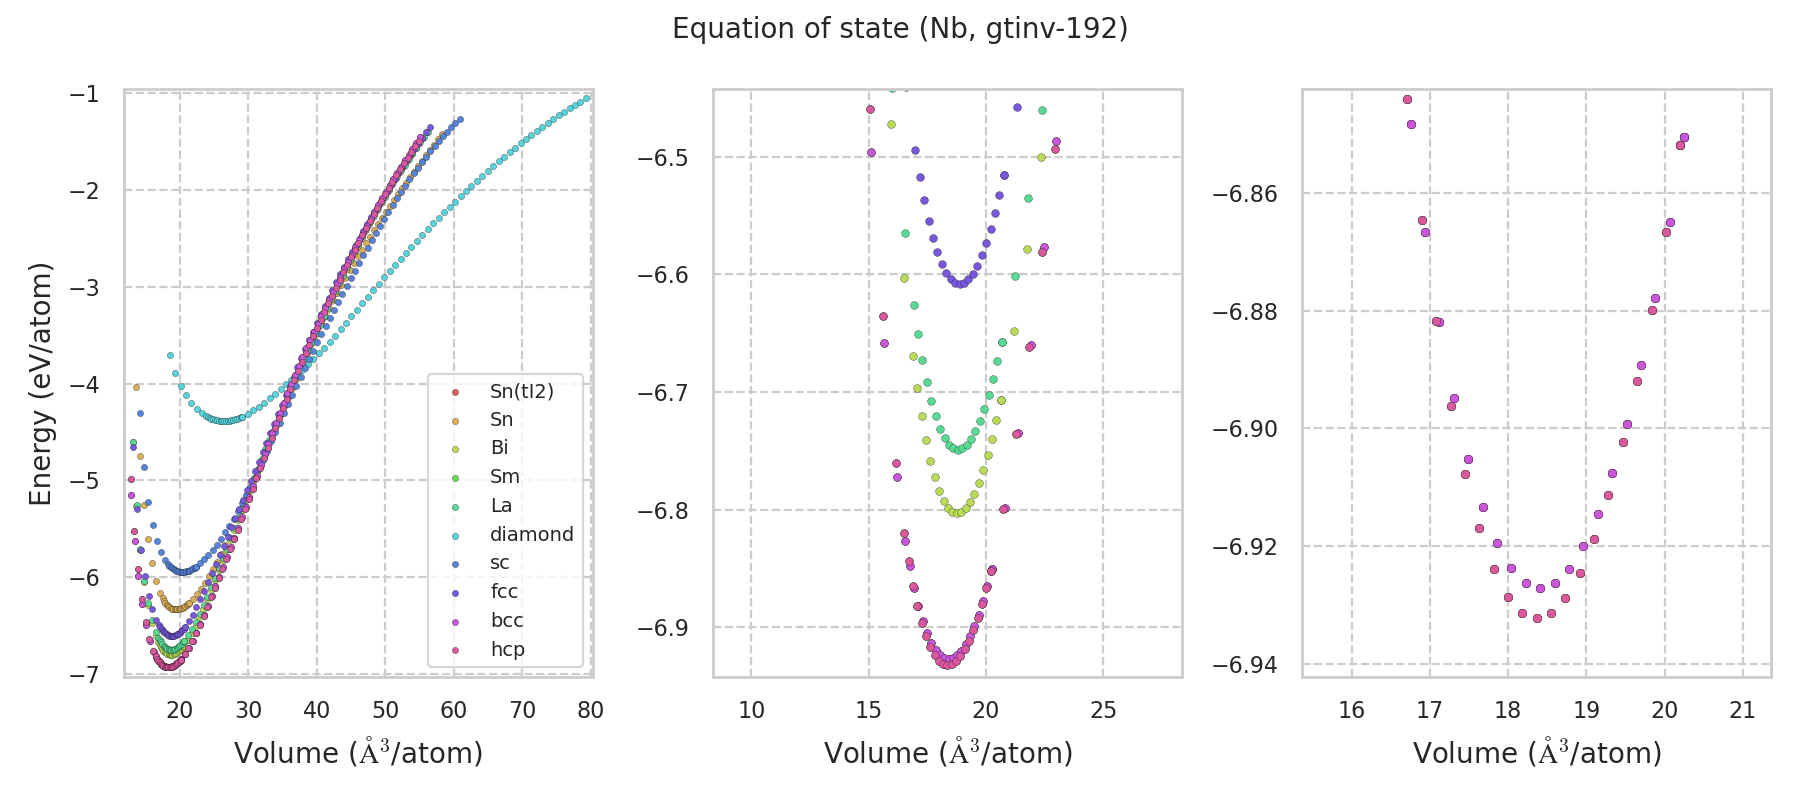 Equation of state (Nb, gtinv-192)
Energy (eV/atom)
−1
−2
−3
−4
−5
−6
−7
20 30 40 50 60 70 80
Volume (Å³/atom)
Sn(tI2)
Sn
Bi
Sm
La
diamond
sc
fcc
bcc
hcp
−6.5
−6.6
−6.7
−6.8
−6.9
10 15 20 25
Volume (Å³/atom)
−6.86
−6.88
−6.90
−6.92
−6.94
16 17 18 19 20 21
Volume (Å³/atom)